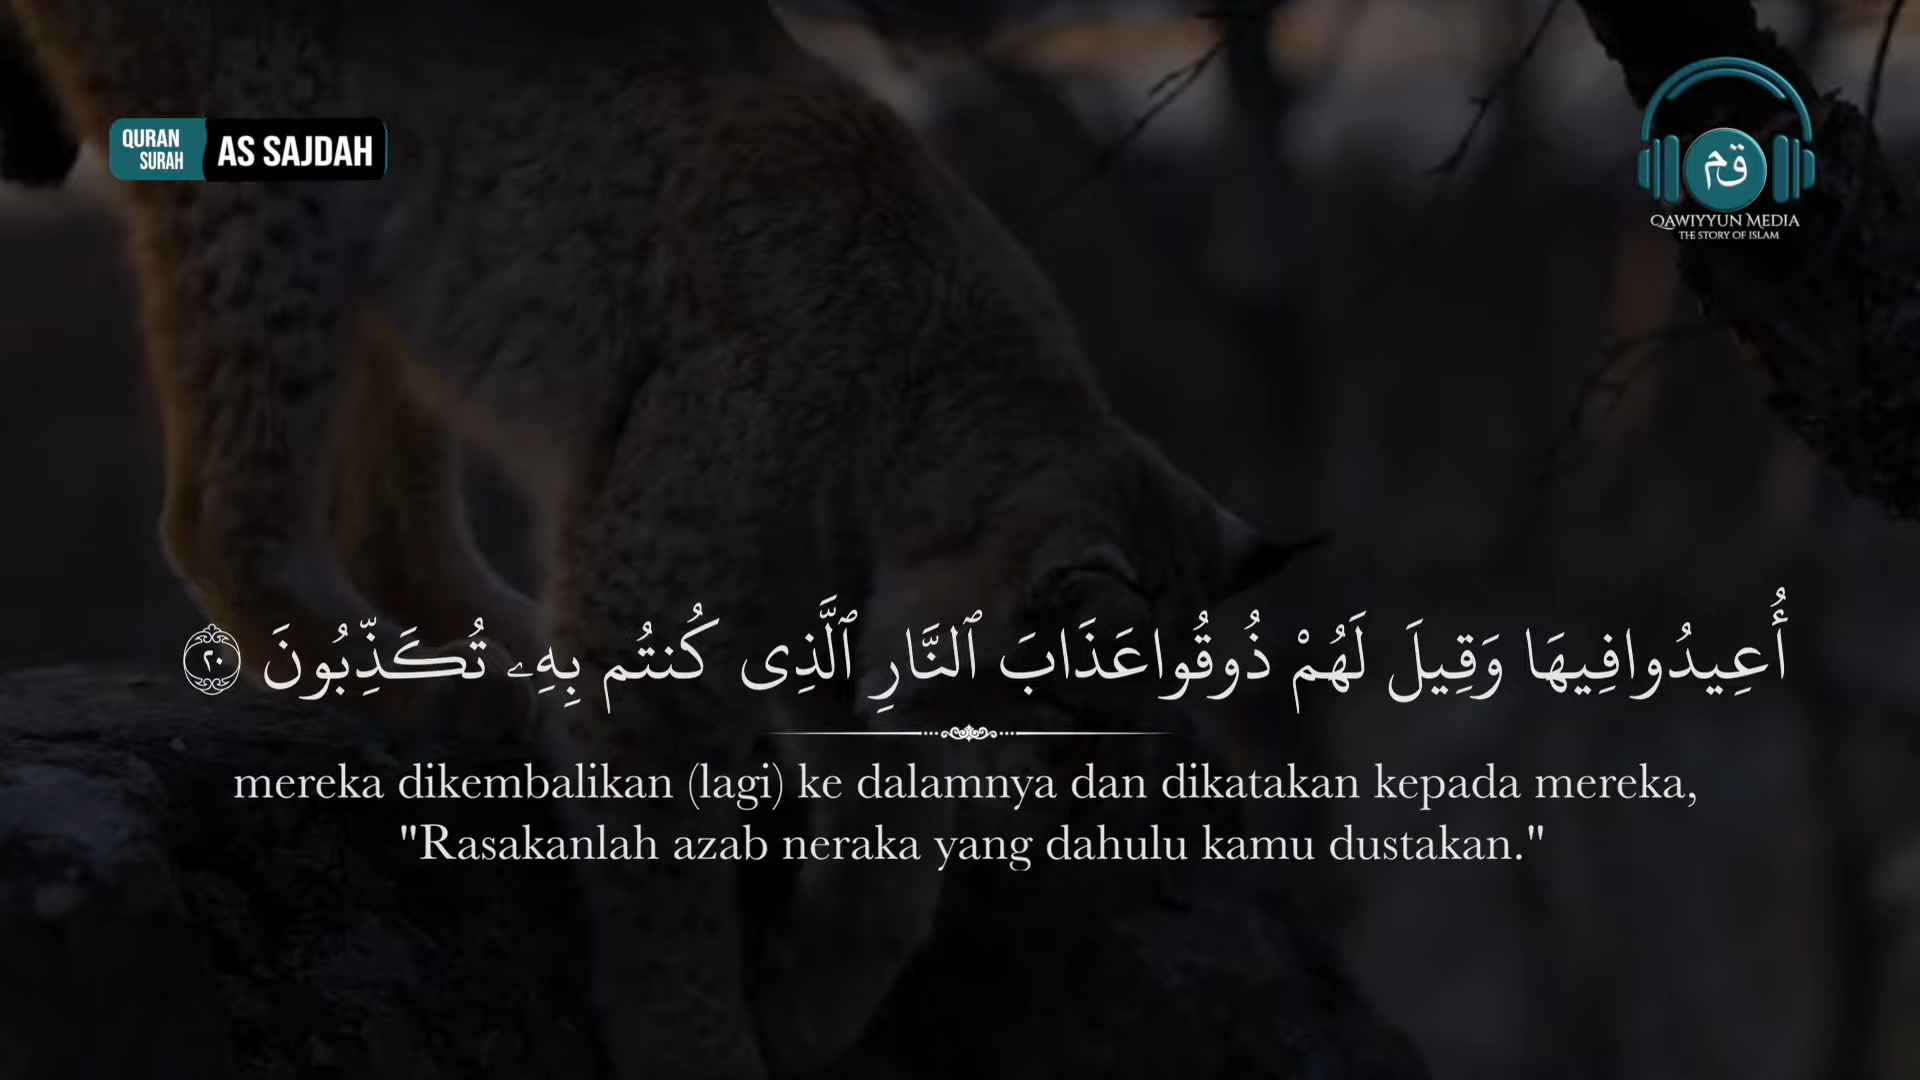 QURAN
SURAH
AS SAJDAH
قم
QAWIYYUN MEDIA
THE STORY OF ISLAM
أُعِيدُوا فِيهَا وَقِيلَ لَهُمْ ذُوقُوا عَذَابَ ٱلنَّارِ ٱلَّذِى كُنتُم بِهِۦ تُكَذِّبُونَ ٢٠
mereka dikembalikan (lagi) ke dalamnya dan dikatakan kepada mereka,
"Rasakanlah azab neraka yang dahulu kamu dustakan."